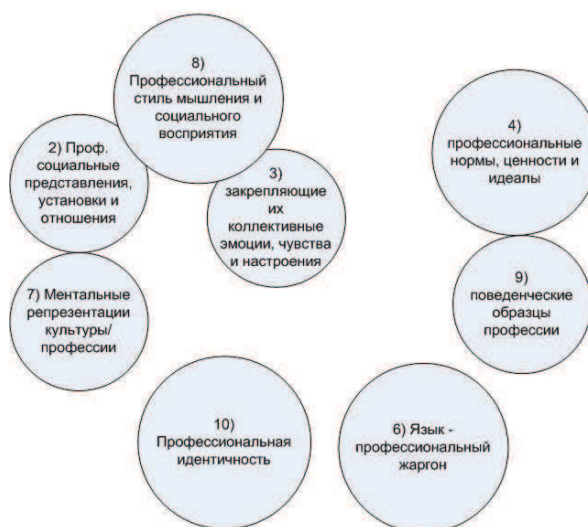 8)
Профессиональный
стиль мышления и
социального
восприятия
2) Проф.
социальные
представления,
установки и
отношения
3)
закрепляющие
их
коллективные
эмоции, чувства
и настроения
4)
профессиональные
нормы, ценности и
идеалы
7) Ментальные
репрезентации
культуры/
профессии
9)
поведенческие
образцы
профессии
10)
Профессиональная
идентичность
6) Язык -
профессиональный
жаргон